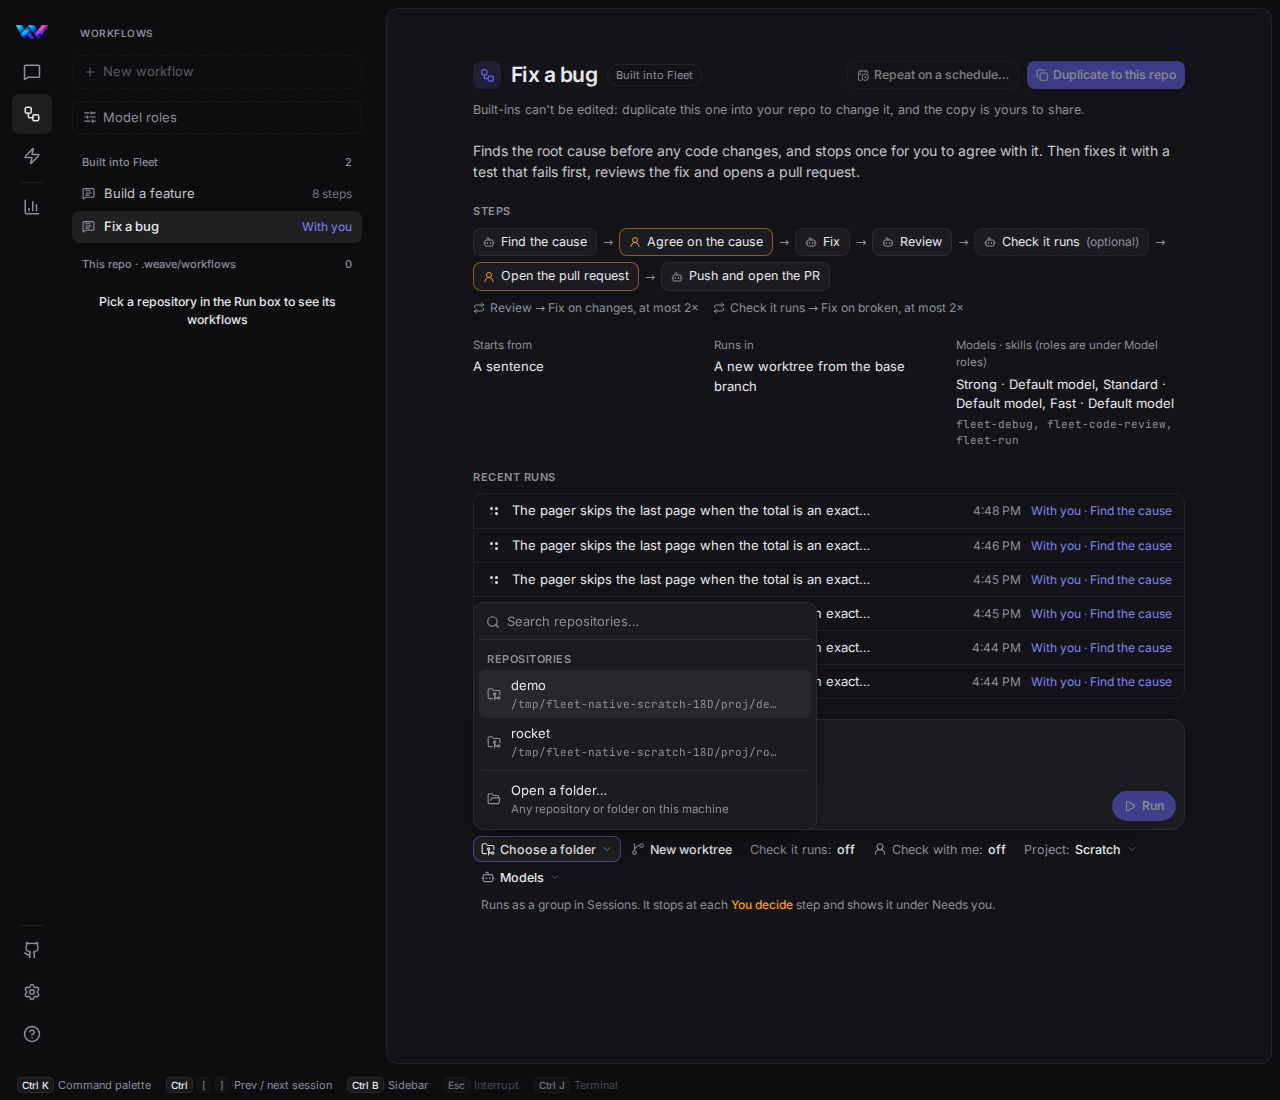 WORKFLOWS
New workflow
Model roles
Built into Fleet 2
Build a feature 8 steps
Fix a bug With you
This repo · .weave/workflows 0
Pick a repository in the Run box to see its
workflows
Fix a bug Built into Fleet Repeat on a schedule... Duplicate to this repo
Built-ins can't be edited: duplicate this one into your repo to change it, and the copy is yours to share.
Finds the root cause before any code changes, and stops once for you to agree with it. Then fixes it with a
test that fails first, reviews the fix and opens a pull request.
STEPS
Find the cause → Agree on the cause → Fix → Review → Check it runs (optional) →
Open the pull request → Push and open the PR
Review → Fix on changes, at most 2× Check it runs → Fix on broken, at most 2×
Starts from
A sentence
Runs in
A new worktree from the base
branch
Models · skills (roles are under Model
roles)
Strong · Default model, Standard ·
Default model, Fast · Default model
fleet-debug, fleet-code-review,
fleet-run
RECENT RUNS
The pager skips the last page when the total is an exact... 4:48 PM With you · Find the cause
The pager skips the last page when the total is an exact... 4:46 PM With you · Find the cause
The pager skips the last page when the total is an exact... 4:45 PM With you · Find the cause
exact... 4:45 PM With you · Find the cause
exact... 4:44 PM With you · Find the cause
exact... 4:44 PM With you · Find the cause
Search repositories...
REPOSITORIES
demo
/tmp/fleet-native-scratch-18D/proj/de…
rocket
/tmp/fleet-native-scratch-18D/proj/ro…
Open a folder...
Any repository or folder on this machine
Run
Choose a folder New worktree Check it runs: off Check with me: off Project: Scratch
Models
Runs as a group in Sessions. It stops at each You decide step and shows it under Needs you.
Ctrl K Command palette Ctrl [ ] Prev / next session Ctrl B Sidebar Esc Interrupt Ctrl J Terminal